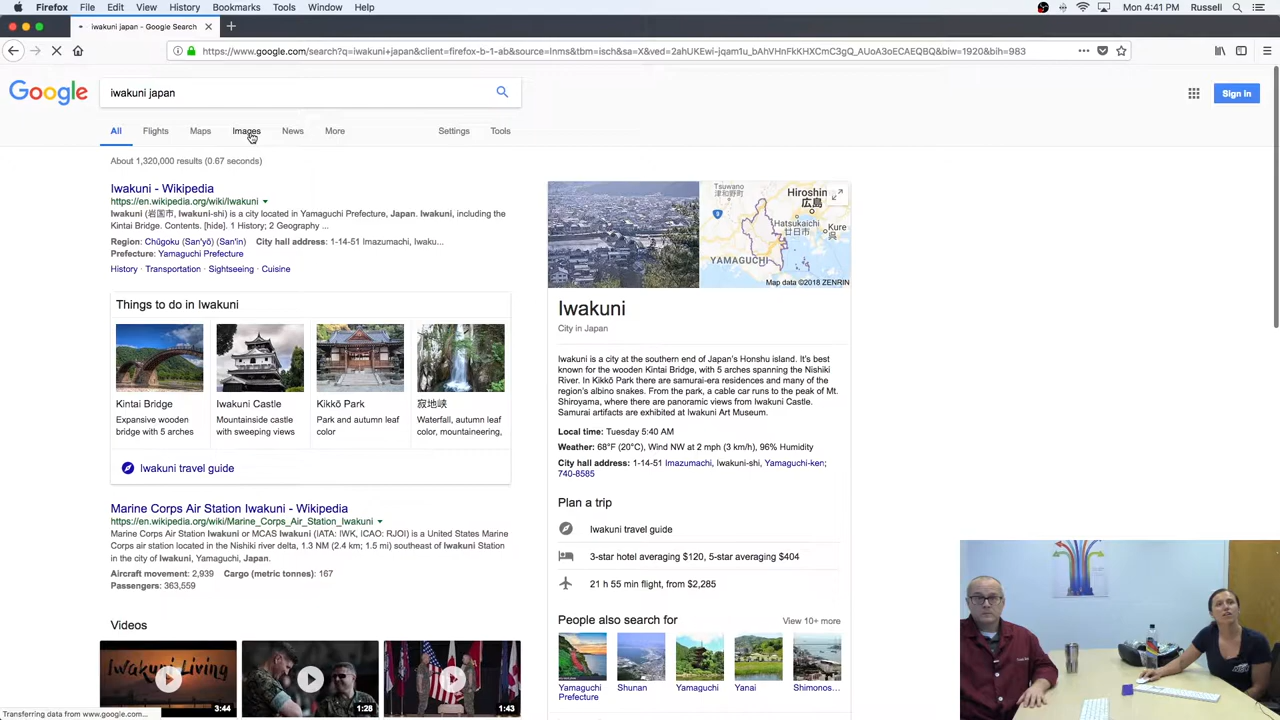 Firefox File Edit View History Bookmarks Tools Window Help
Mon 4:41 PM Russell
iwakuni japan - Google Search
https://www.google.com/search?q=iwakuni+japan&client=firefox-b-1-ab&source=lnms&tbm=isch&sa=X&ved=2ahUKEwi-jqam1u_bAhVHnFkKHXCmC3gQ_AUoA3oECAEQBQ&biw=1920&bih=983
Google
iwakuni japan
Sign In
All Flights Maps Images News More Settings Tools
About 1,320,000 results (0.67 seconds)
Iwakuni - Wikipedia
https://en.wikipedia.org/wiki/Iwakuni
Iwakuni (岩国市, Iwakuni-shi) is a city located in Yamaguchi Prefecture, Japan. Iwakuni, including the
Kintai Bridge. Contents. [hide]. 1 History; 2 Geography ...
Region: Chūgoku (San'yō) (San'in) City hall address: 1-14-51 Imazumachi, Iwaku...
Prefecture: Yamaguchi Prefecture
History · Transportation · Sightseeing · Cuisine
Things to do in Iwakuni
Kintai Bridge
Expansive wooden
bridge with 5 arches
Iwakuni Castle
Mountainside castle
with sweeping views
Kikkō Park
Park and autumn leaf
color
寂地峡
Waterfall, autumn leaf
color, mountaineering,
Iwakuni travel guide
Marine Corps Air Station Iwakuni - Wikipedia
https://en.wikipedia.org/wiki/Marine_Corps_Air_Station_Iwakuni
Marine Corps Air Station Iwakuni or MCAS Iwakuni (IATA: IWK, ICAO: RJOI) is a United States Marine
Corps air station located in the Nishiki river delta, 1.3 NM (2.4 km; 1.5 mi) southeast of Iwakuni Station
in the city of Iwakuni, Yamaguchi, Japan.
Aircraft movement: 2,939 Cargo (metric tonnes): 167
Passengers: 363,559
Videos
Iwakuni Living
3:44
1:28
1:43
Transferring data from www.google.com...
Tsuwano
津和野町
Hiroshim
広島
Hatsukaichi
廿日市
Kure
呉
YAMAGUCHI
Map data ©2018 ZENRIN
Iwakuni
City in Japan
Iwakuni is a city at the southern end of Japan's Honshu island. It's best
known for the wooden Kintai Bridge, with 5 arches spanning the Nishiki
River. In Kikkō Park there are samurai-era residences and many of the
region's albino snakes. From the park, a cable car runs to the peak of Mt.
Shiroyama, where there are panoramic views from Iwakuni Castle.
Samurai artifacts are exhibited at Iwakuni Art Museum.
Local time: Tuesday 5:40 AM
Weather: 68°F (20°C), Wind NW at 2 mph (3 km/h), 96% Humidity
City hall address: 1-14-51 Imazumachi, Iwakuni-shi, Yamaguchi-ken;
740-8585
Plan a trip
Iwakuni travel guide
3-star hotel averaging $120, 5-star averaging $404
21 h 55 min flight, from $2,285
People also search for
View 10+ more
Yamaguchi
Prefecture
Shunan
Yamaguchi
Yanai
Shimonos...